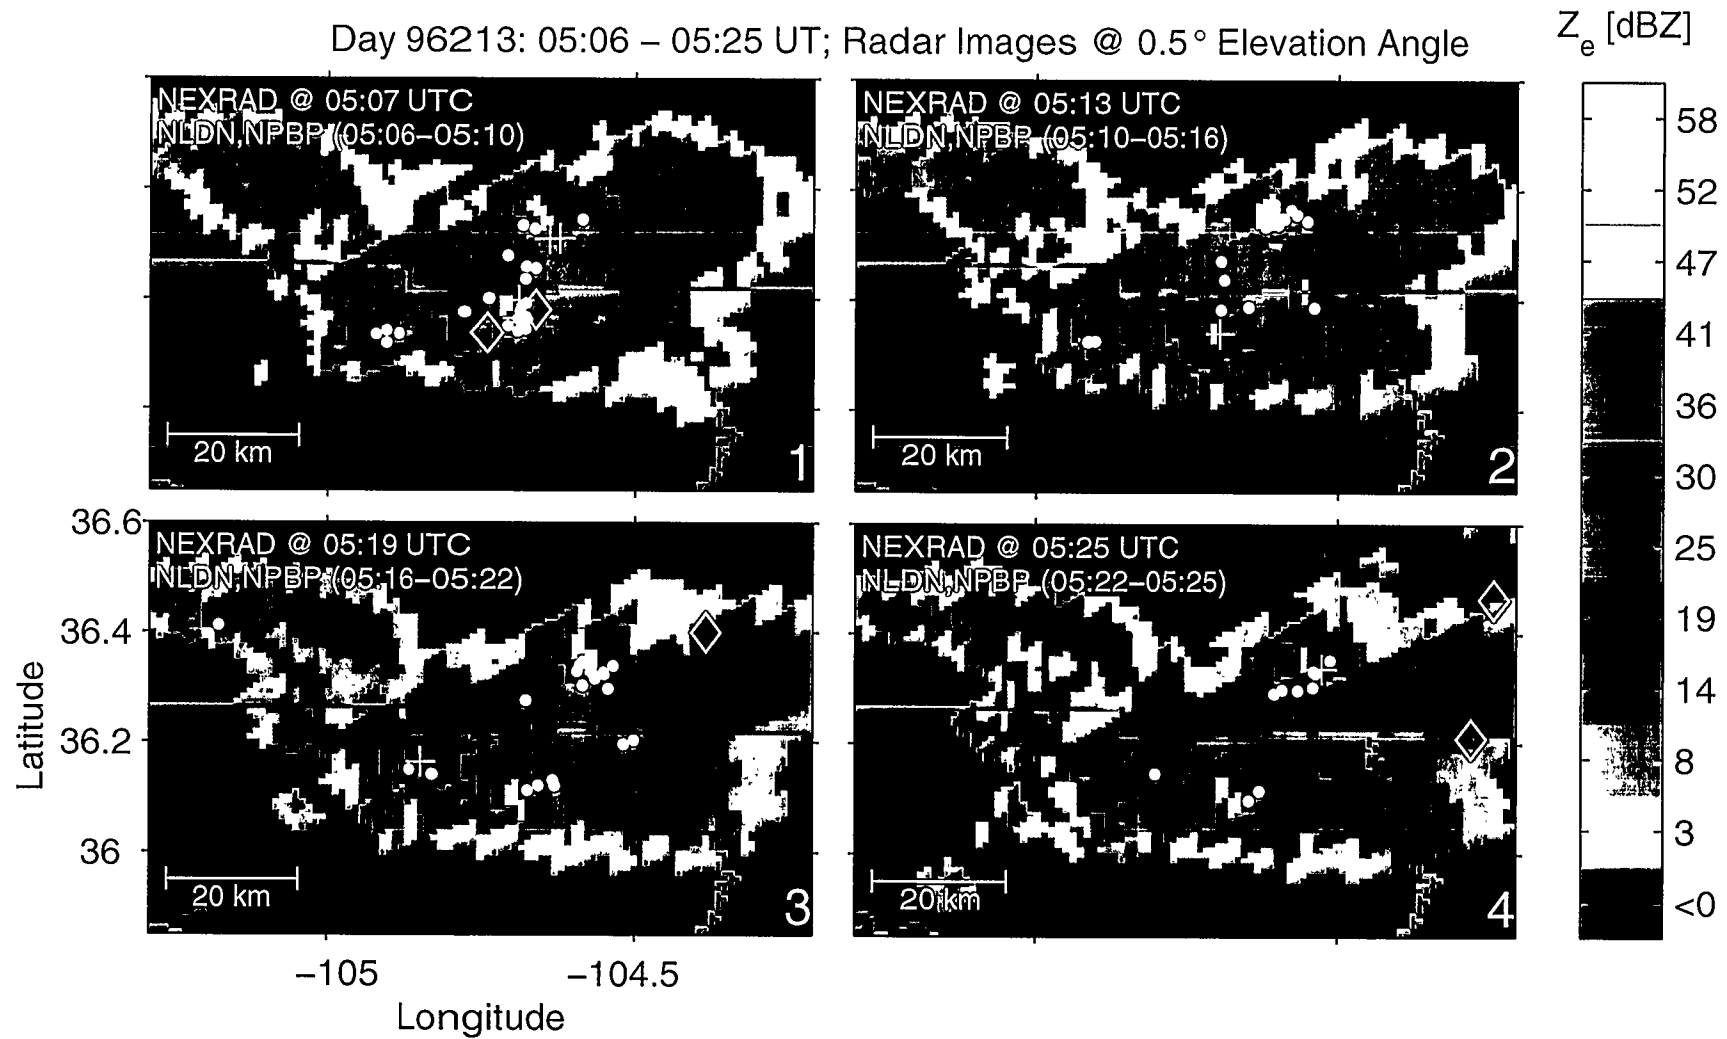 Day 96213: 05:06 – 05:25 UT; Radar Images @ 0.5° Elevation Angle
Ze [dBZ]
NEXRAD @ 05:07 UTC
NLDN,NPBP (05:06–05:10)
20 km
1
NEXRAD @ 05:13 UTC
NLDN,NPBP (05:10–05:16)
20 km
2
NEXRAD @ 05:19 UTC
NLDN,NPBP (05:16–05:22)
20 km
3
NEXRAD @ 05:25 UTC
NLDN,NPBP (05:22–05:25)
20 km
4
36.6
36.4
36.2
36
Latitude
−105
−104.5
Longitude
58
52
47
41
36
30
25
19
14
8
3
<0